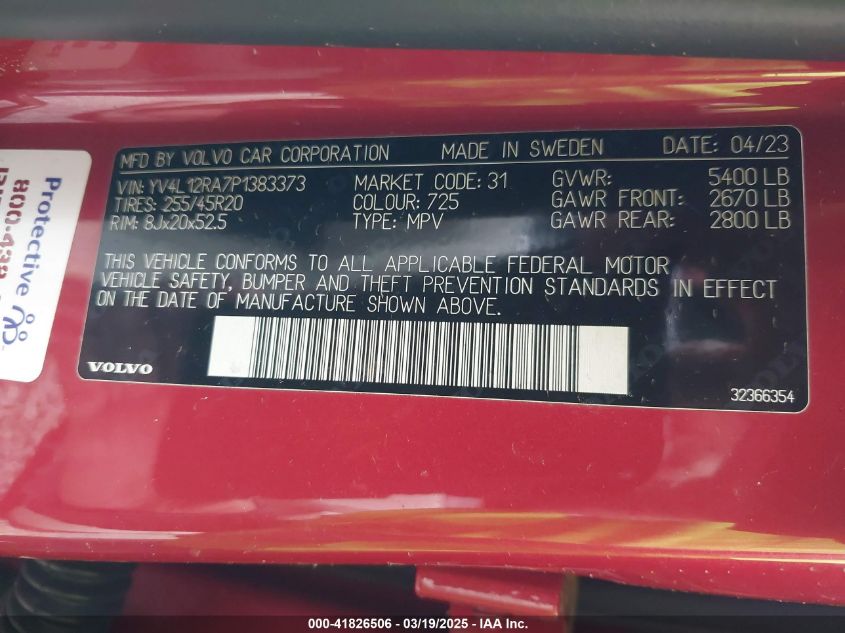 MFD BY VOLVO CAR CORPORATION MADE IN SWEDEN DATE: 04/23
VIN: YV4L12RA7P1383373 MARKET CODE: 31 GVWR: 5400 LB
TIRES: 255/45R20 COLOUR: 725 GAWR FRONT: 2670 LB
RIM: 8Jx20x52.5 TYPE: MPV GAWR REAR: 2800 LB
THIS VEHICLE CONFORMS TO ALL APPLICABLE FEDERAL MOTOR
VEHICLE SAFETY, BUMPER AND THEFT PREVENTION STANDARDS IN EFFECT
ON THE DATE OF MANUFACTURE SHOWN ABOVE.
VOLVO
32366354
Protective
000-41826506 - 03/19/2025 - IAA Inc.